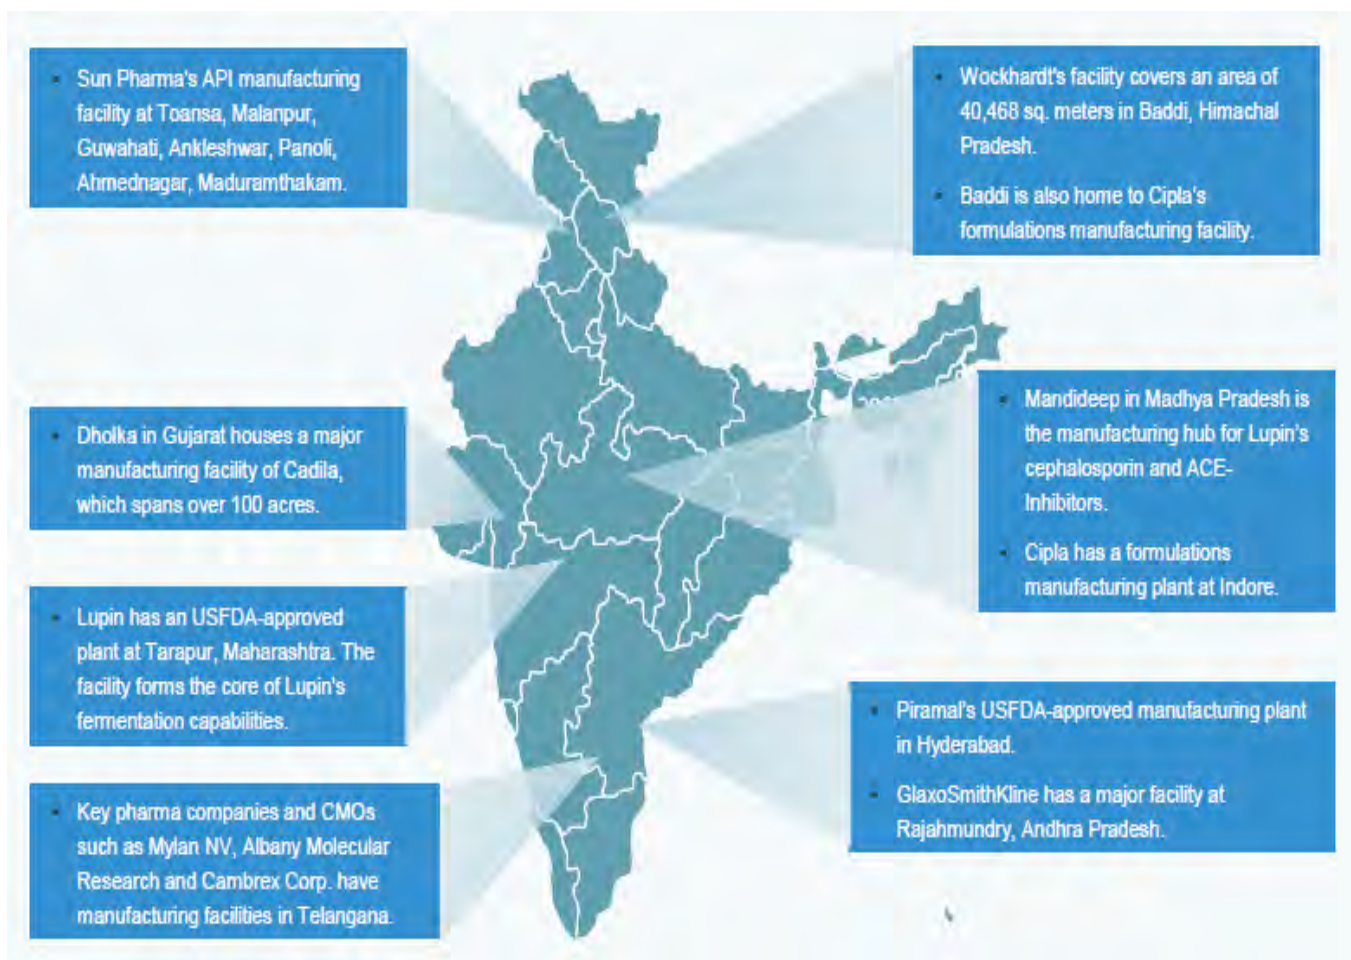 • Sun Pharma's API manufacturing
facility at Toansa, Malanpur,
Guwahati, Ankleshwar, Panoli,
Ahmednagar, Maduramthakam.
• Wockhardt's facility covers an area of
40,468 sq. meters in Baddi, Himachal
Pradesh.
• Baddi is also home to Cipla's
formulations manufacturing facility.
• Dholka in Gujarat houses a major
manufacturing facility of Cadila,
which spans over 100 acres.
• Mandideep in Madhya Pradesh is
the manufacturing hub for Lupin's
cephalosporin and ACE-
Inhibitors.
• Cipla has a formulations
manufacturing plant at Indore.
• Lupin has an USFDA-approved
plant at Tarapur, Maharashtra. The
facility forms the core of Lupin's
fermentation capabilities.
• Piramal's USFDA-approved manufacturing plant
in Hyderabad.
• GlaxoSmithKline has a major facility at
Rajahmundry, Andhra Pradesh.
• Key pharma companies and CMOs
such as Mylan NV, Albany Molecular
Research and Cambrex Corp. have
manufacturing facilities in Telangana.